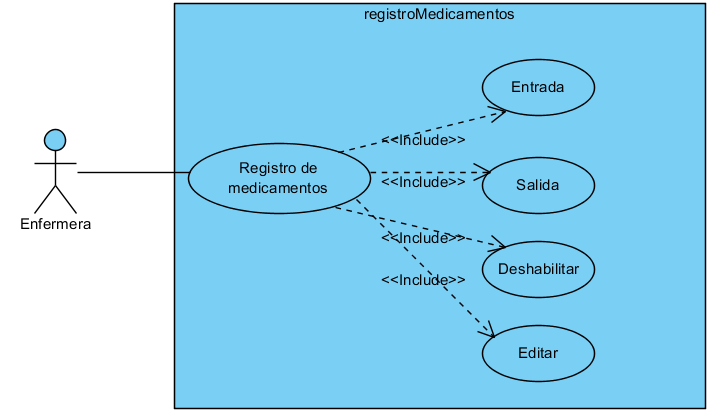 registroMedicamentos
Entrada
<<Include>>
Registro de
medicamentos
<<Include>>
Salida
Enfermera
<<Include>>
Deshabilitar
<<Include>>
Editar